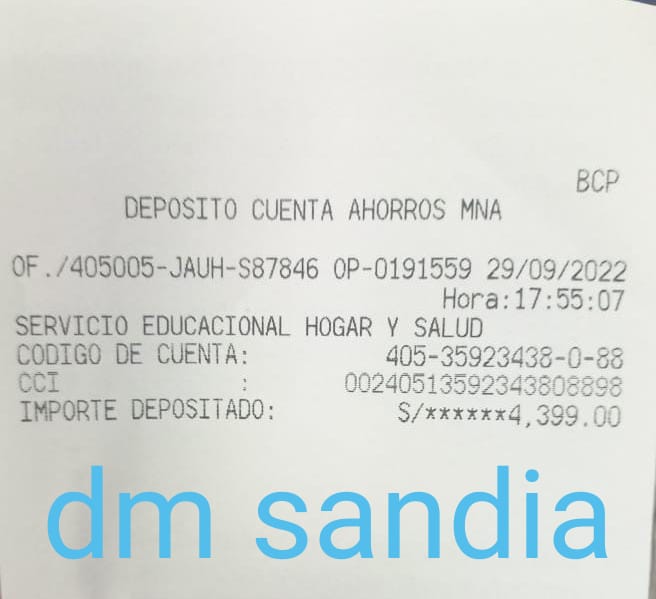 BCP
DEPOSITO CUENTA AHORROS MNA
OF./405005-JAUH-S87846 OP-0191559 29/09/2022
Hora:17:55:07
SERVICIO EDUCACIONAL HOGAR Y SALUD
CODIGO DE CUENTA: 405-35923438-0-88
CCI : 00240513592343808898
IMPORTE DEPOSITADO: S/******4,399.00
dm sandia